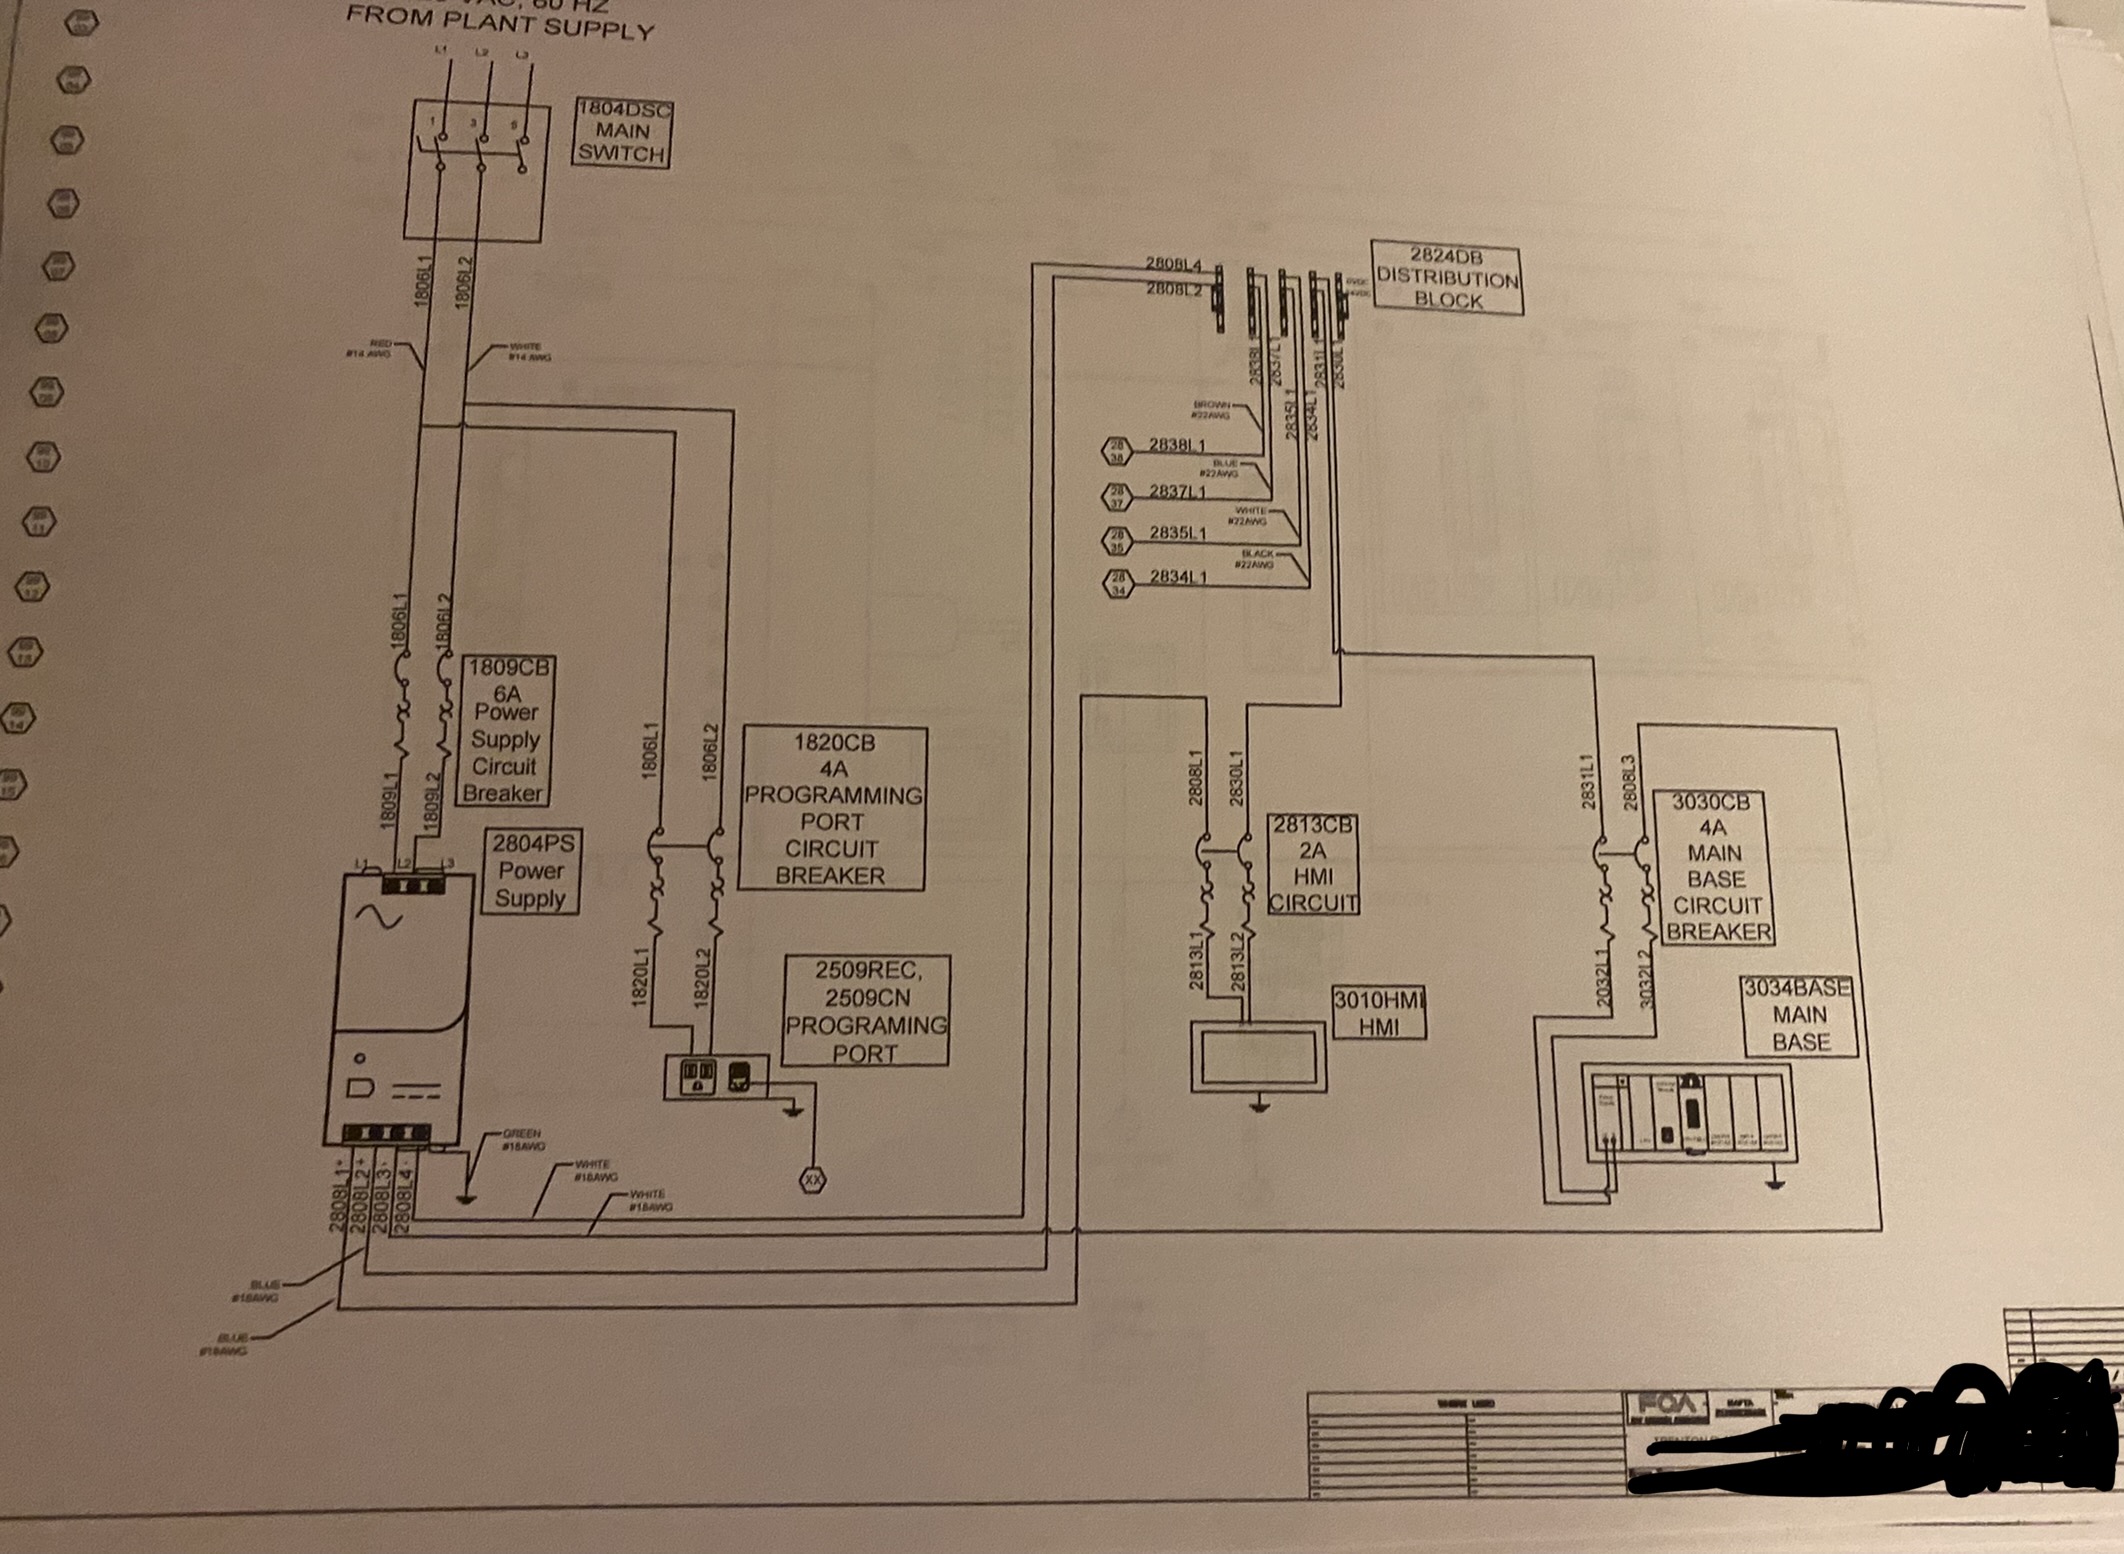 FROM PLANT SUPPLY
L1 L2 L3
1 3 5
1804DSC
MAIN
SWITCH
1806L1
1806L2
RED
#14 AWG
WHITE
#14 AWG
1806L1
1806L2
1809CB
6A
Power
Supply
Circuit
Breaker
1809L1
1809L2
L1 L2 L3
2804PS
Power
Supply
1806L1
1806L2
1820CB
4A
PROGRAMMING
PORT
CIRCUIT
BREAKER
1820L1
1820L2
2509REC,
2509CN
PROGRAMING
PORT
XX
GREEN
#18AWG
WHITE
#18AWG
WHITE
#18AWG
2808L1+
2808L2+
2808L3-
2808L4-
BLUE
#18AWG
BLUE
#18AWG
2808L4
2808L2
2824DB
DISTRIBUTION
BLOCK
2838L1
2837L1
2835L1
2834L1
2831L1
2830L1
BROWN
#22AWG
28
38
2838L1
BLUE
#22AWG
28
37
2837L1
WHITE
#22AWG
28
35
2835L1
BLACK
#22AWG
28
34
2834L1
2808L1
2830L1
2813CB
2A
HMI
CIRCUIT
2813L1
2813L2
3010HMI
HMI
2831L1
2808L3
3030CB
4A
MAIN
BASE
CIRCUIT
BREAKER
2032L1
3032L2
3034BASE
MAIN
BASE
WHERE USED
FCA